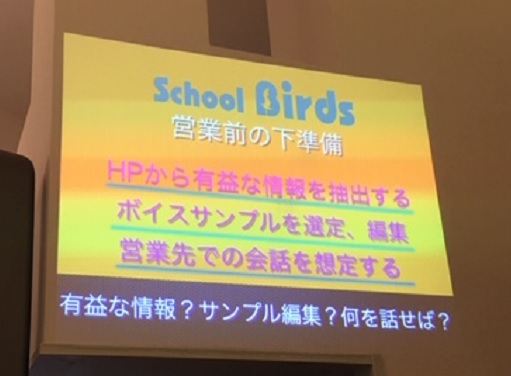 School Birds
営業前の下準備
HPから有益な情報を抽出する
ボイスサンプルを選定、編集
営業先での会話を想定する
有益な情報？サンプル編集？何を話せば？